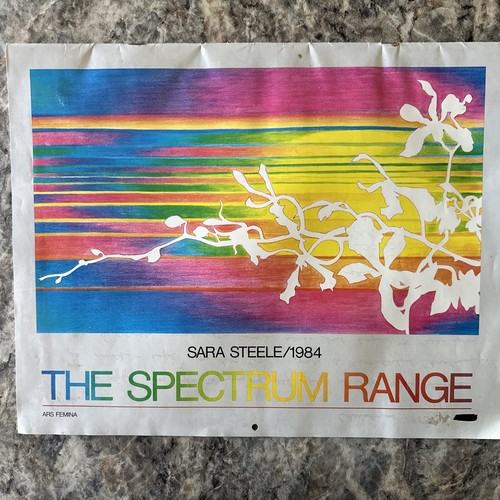 SARA STEELE/1984
THE SPECTRUM RANGE
ARS FEMINA